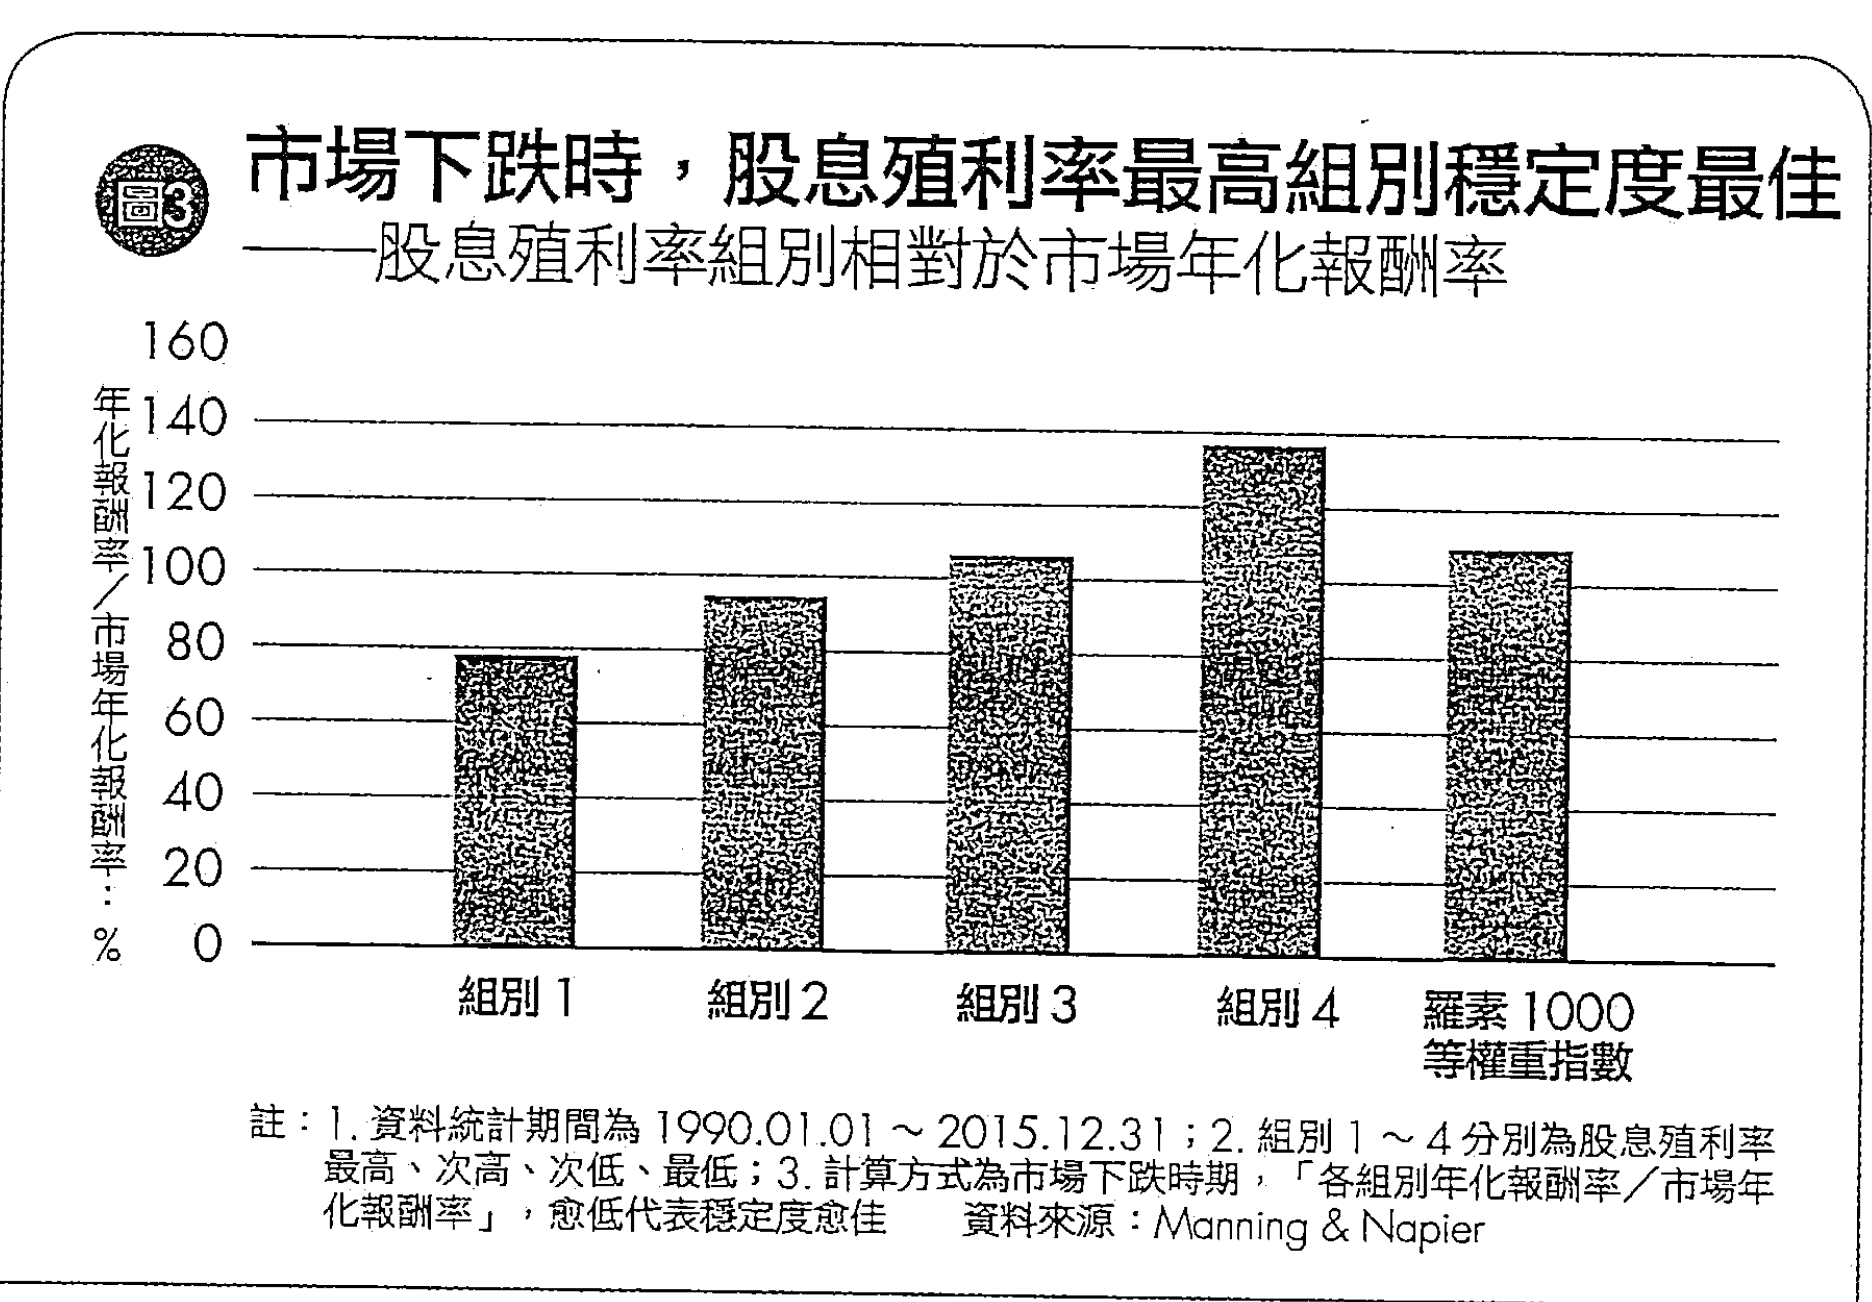 圖3
市場下跌時，股息殖利率最高組別穩定度最佳
——股息殖利率組別相對於市場年化報酬率
年化報酬率／市場年化報酬率：%
160
140
120
100
80
60
40
20
0
組別 1
組別 2
組別 3
組別 4
羅素 1000
等權重指數
註：1. 資料統計期間為 1990.01.01 ～ 2015.12.31；2. 組別 1 ～ 4 分別為股息殖利率
最高、次高、次低、最低；3. 計算方式為市場下跌時期，「各組別年化報酬率／市場年
化報酬率」，愈低代表穩定度愈佳　　資料來源：Manning & Napier